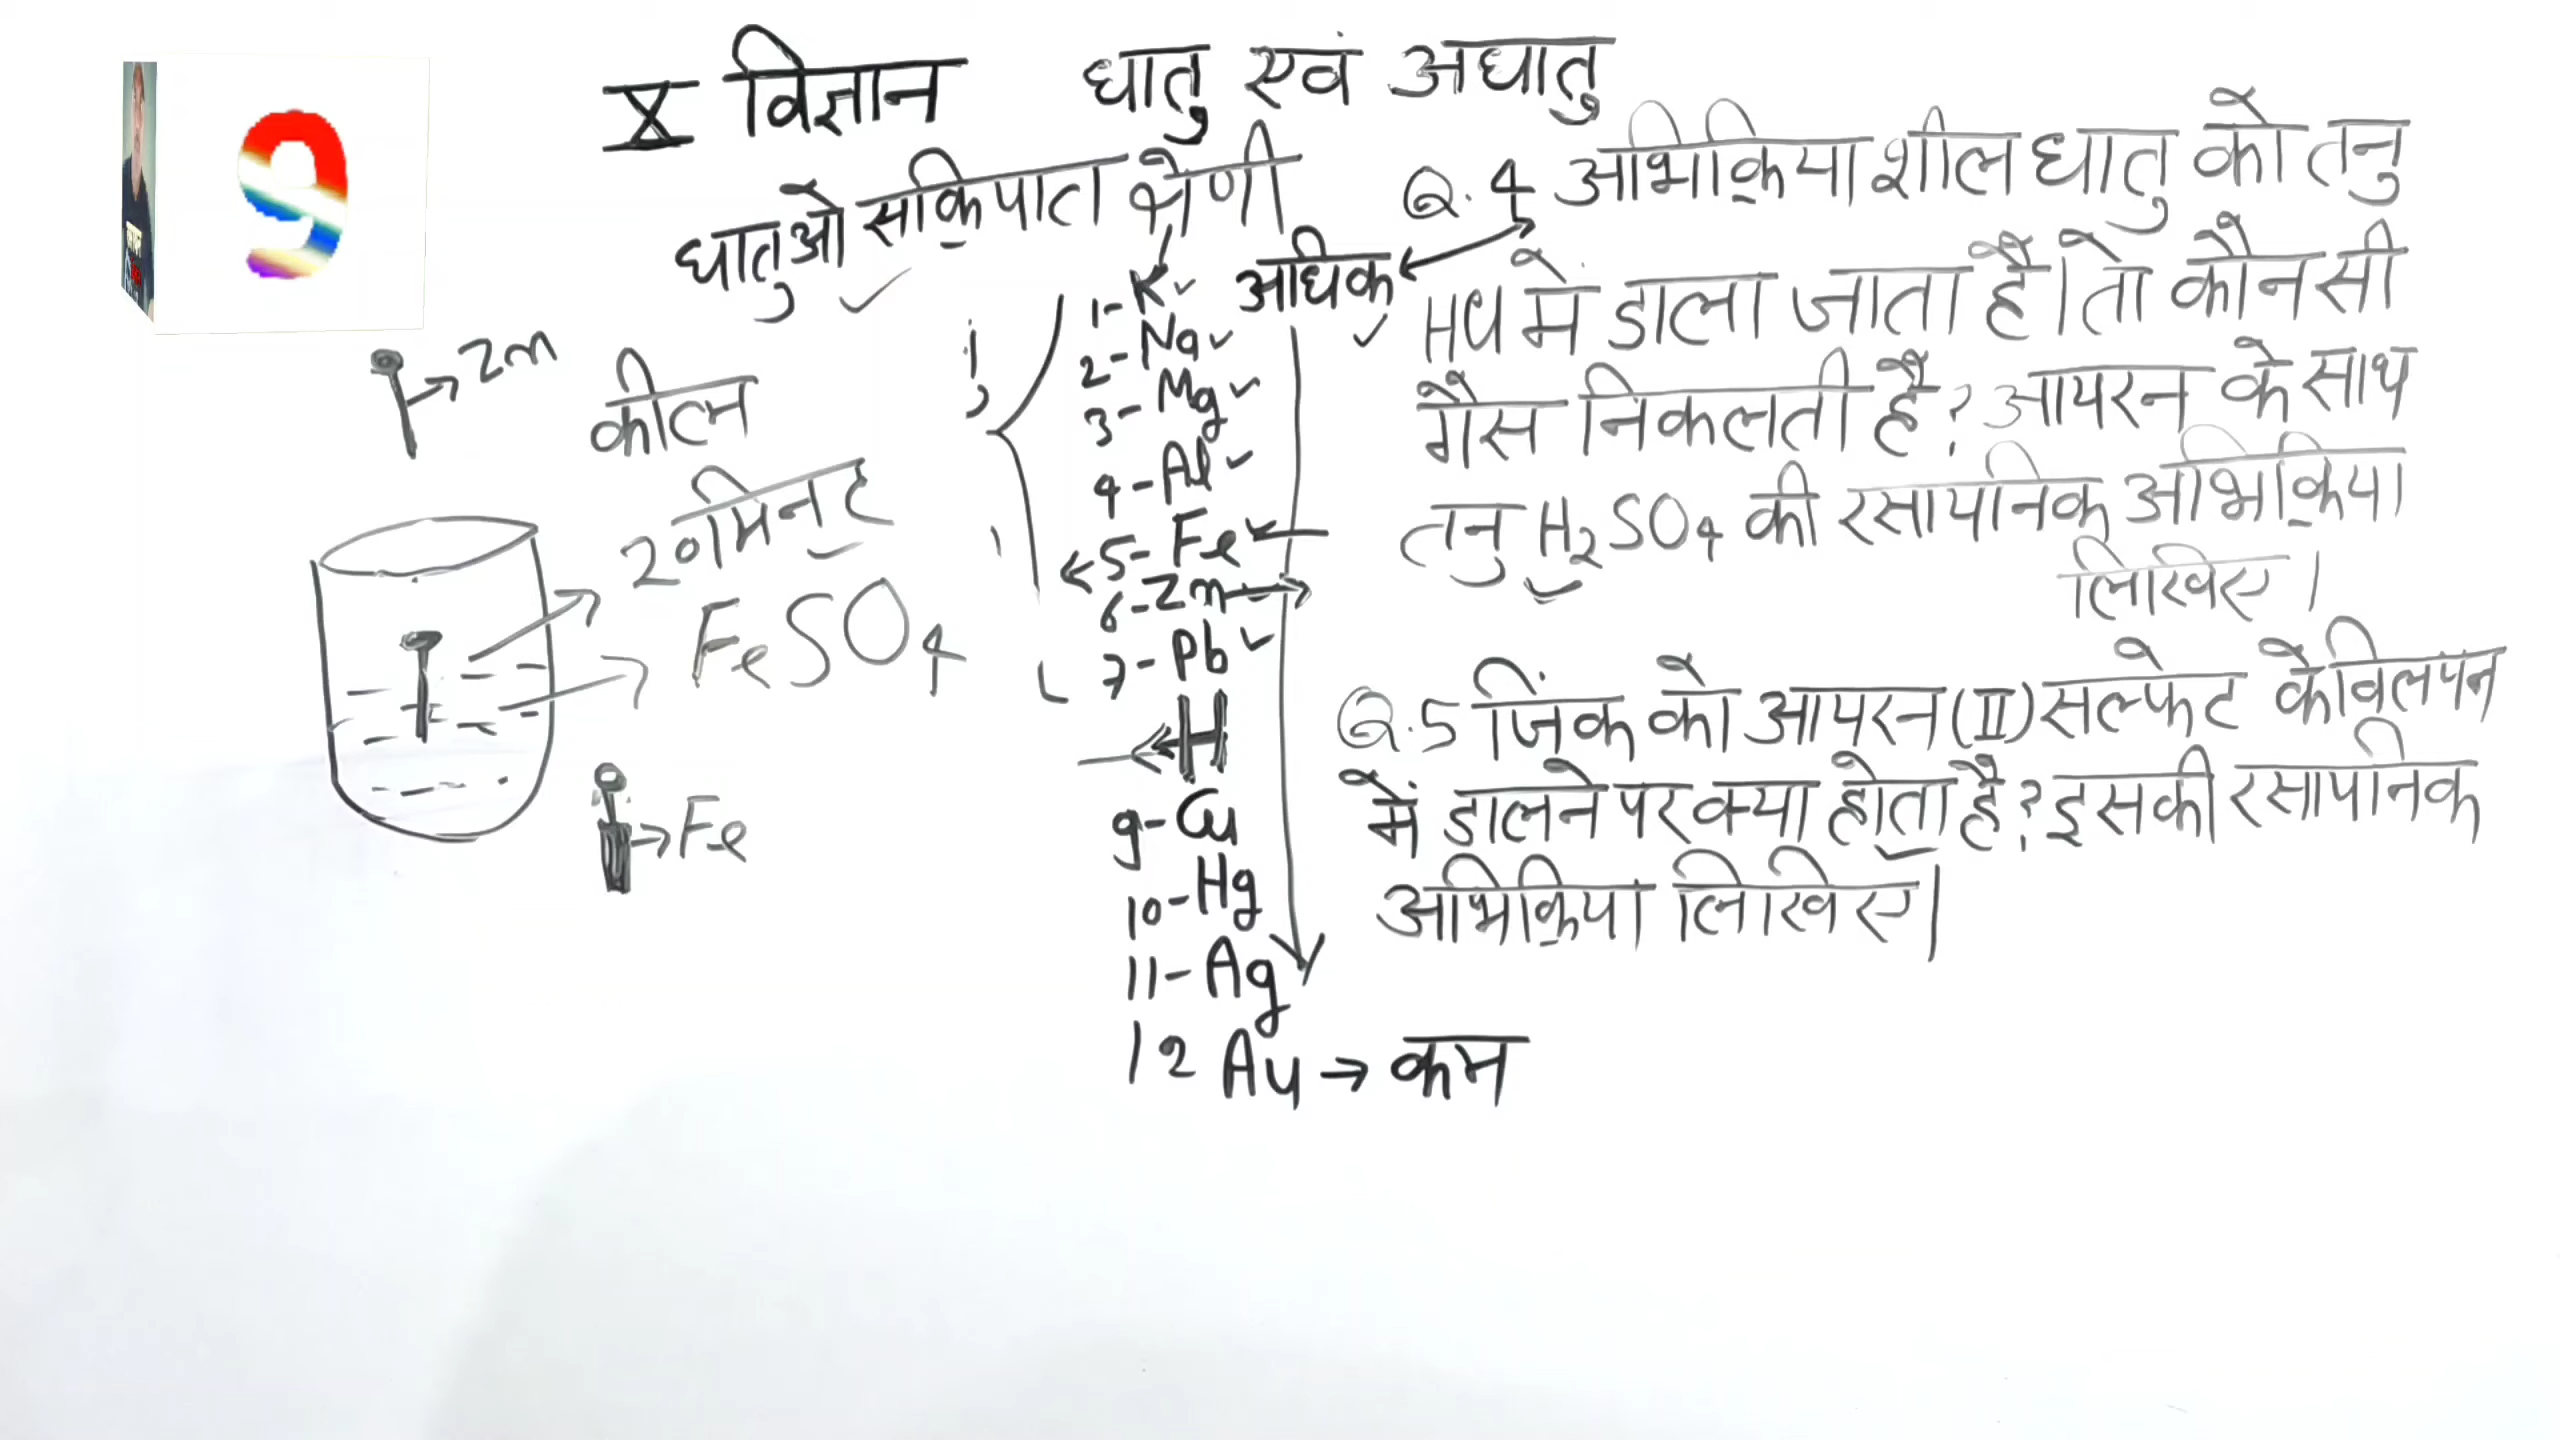 9
X विज्ञान धातु एवं अधातु
धातुओ सक्रियाता श्रेणी
1- K अधिक
2- Na
3- Mg
4- Al
5- Fe
6- Zn
7- Pb
H
9- Cu
10- Hg
11- Ag
12 Au → कम
Zn
कील
20 मिनट
FeSO4
Fe
Q.4 अभिक्रियाशील धातु को तनु
HCl में डाला जाता है। तो कौन सी
गैस निकलती है? आयरन के साथ
तनु H2SO4 की रसायनिक अभिक्रिया
लिखिए।
Q.5 जिंक को आयरन (II) सल्फेट के विलयन
में डालने पर क्या होता है? इसकी रसायनिक
अभिक्रिया लिखिए।